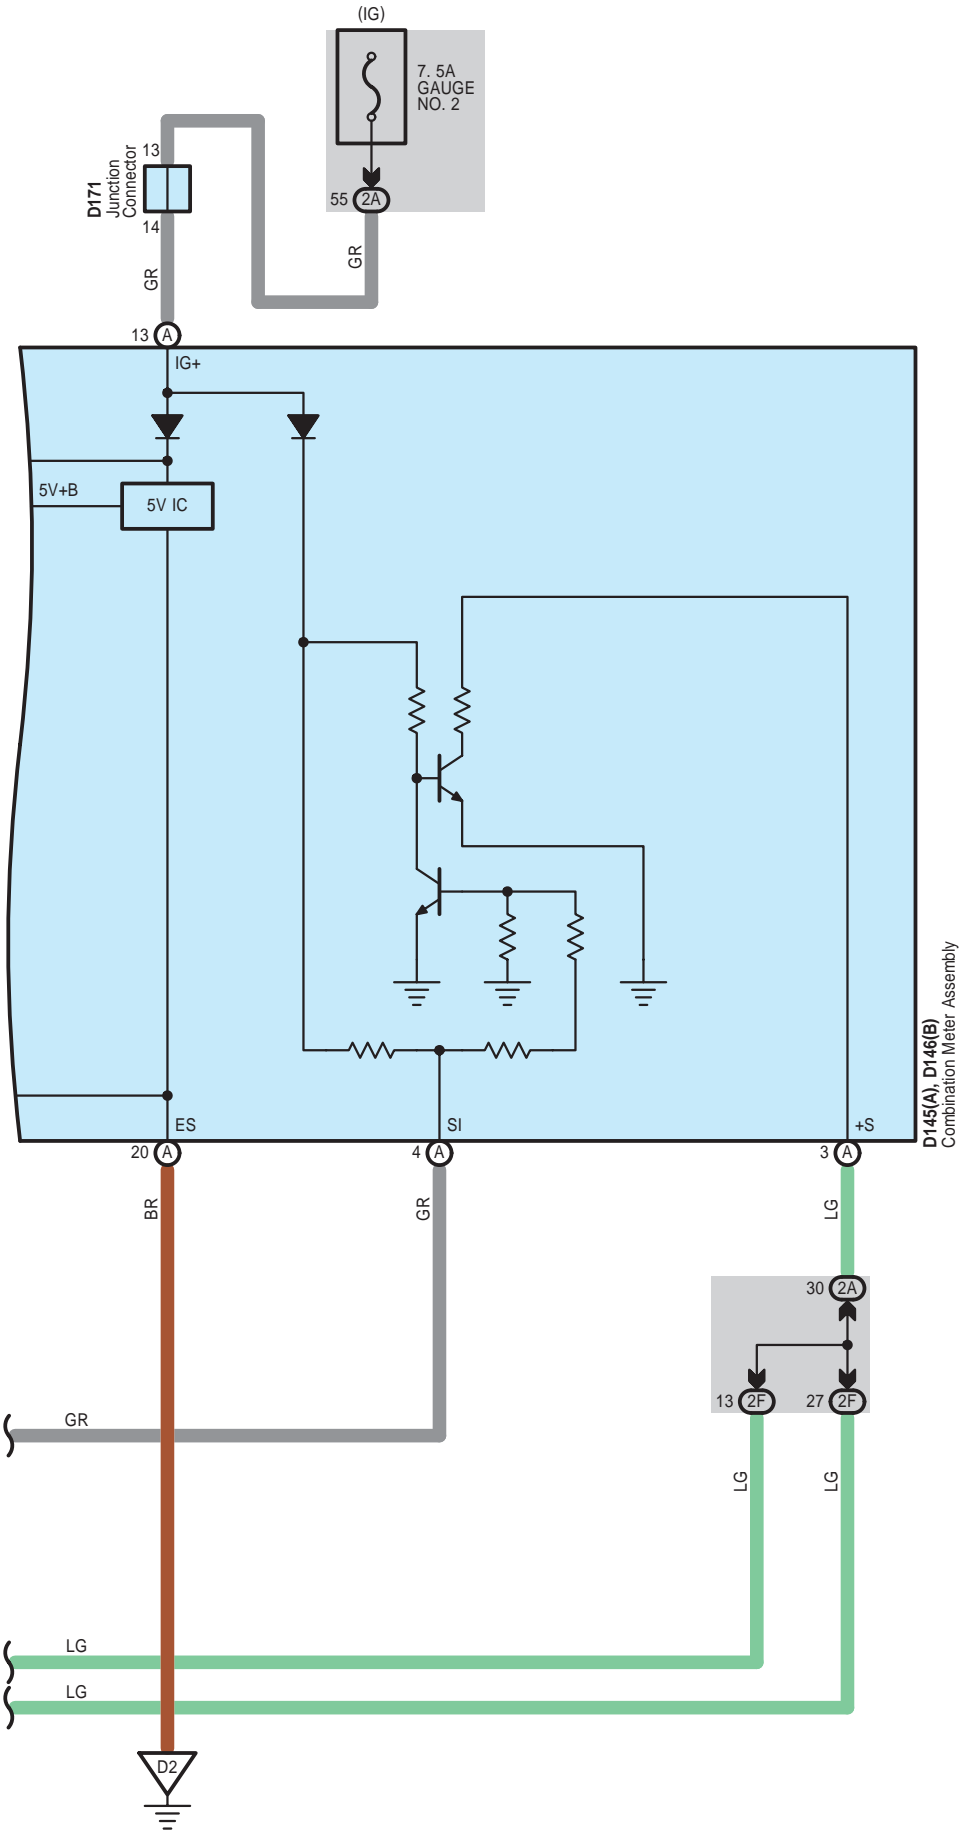 (IG)
7. 5A
GAUGE
NO. 2
13
D171
Junction
Connector
14
55 2A
GR
GR
13 A
IG+
5V+B
5V IC
D145(A), D146(B)
Combination Meter Assembly
ES
SI
+S
20 A
4 A
3 A
BR
GR
LG
30 2A
13 2F
27 2F
GR
LG
LG
LG
LG
D2